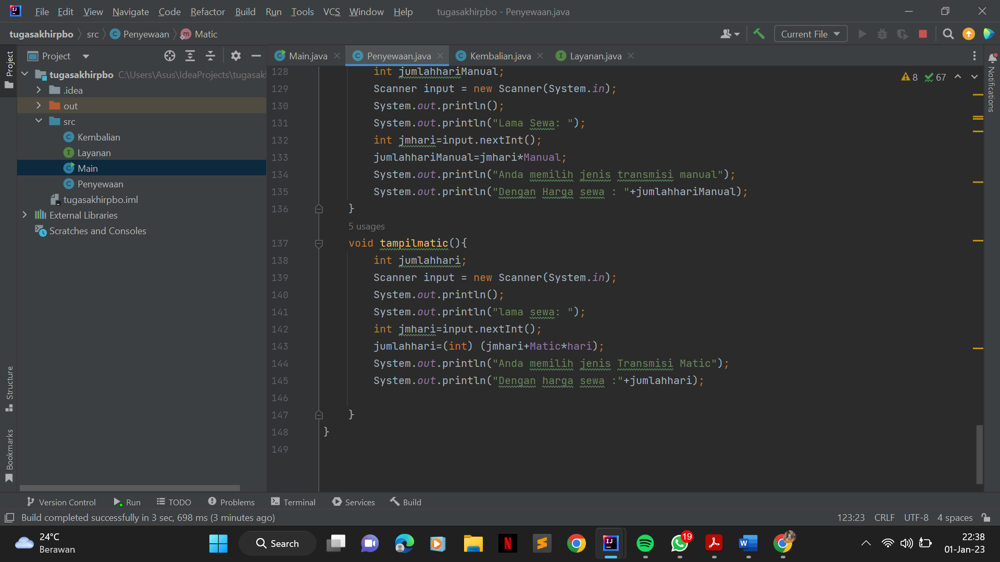 File Edit View Navigate Code Refactor Build Run Tools VCS Window Help tugasakhirpbo - Penyewaan.java
tugasakhirpbo src Penyewaan Matic
Current File
Project
Main.java Penyewaan.java Kembalian.java Layanan.java
Project
Structure
Bookmarks
Notifications
tugasakhirpbo C:\Users\Asus\IdeaProjects\tugasakl
.idea
out
src
Kembalian
Layanan
Main
Penyewaan
tugasakhirpbo.iml
External Libraries
Scratches and Consoles
8 67
128 int jumlahhariManual;
129 Scanner input = new Scanner(System.in);
130 System.out.println();
131 System.out.println("Lama Sewa: ");
132 int jmhari=input.nextInt();
133 jumlahhariManual=jmhari*Manual;
134 System.out.println("Anda memilih jenis transmisi manual");
135 System.out.println("Dengan Harga sewa : "+jumlahhariManual);
136 }
5 usages
137 void tampilmatic(){
138 int jumlahhari;
139 Scanner input = new Scanner(System.in);
140 System.out.println();
141 System.out.println("lama sewa: ");
142 int jmhari=input.nextInt();
143 jumlahhari=(int) (jmhari+Matic*hari);
144 System.out.println("Anda memilih jenis Transmisi Matic");
145 System.out.println("Dengan harga sewa :"+jumlahhari);
146
147 }
148 }
149
Version Control Run TODO Problems Terminal Services Build
Build completed successfully in 3 sec, 698 ms (3 minutes ago)
123:23 CRLF UTF-8 4 spaces
24°C
Berawan
Search
19
22:38
01-Jan-23